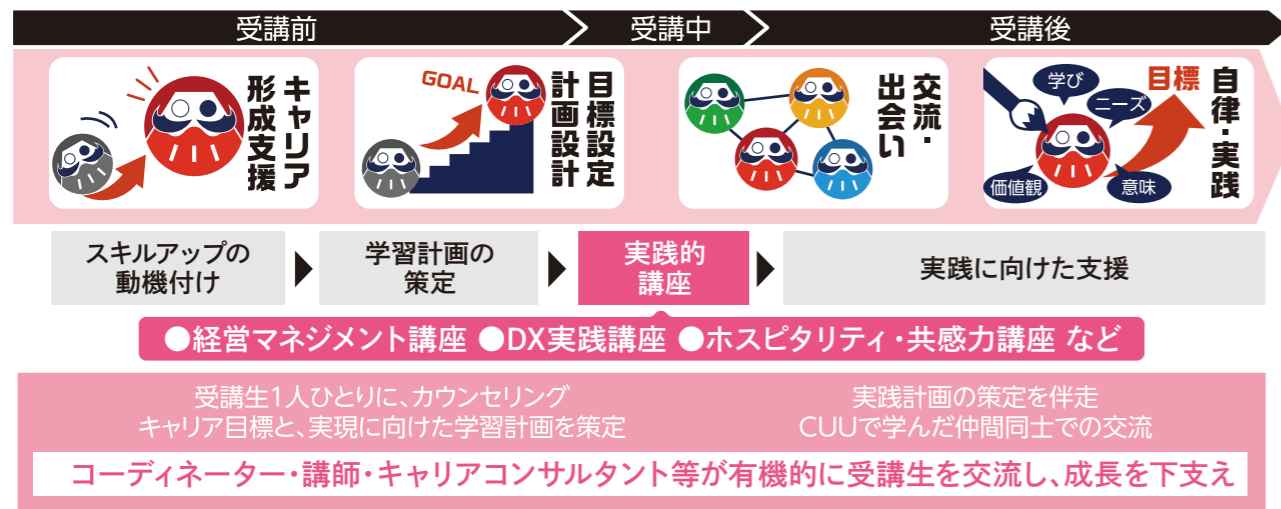 受講前
受講中
受講後
キャリア
形成支援
GOAL
目標設定
計画設計
交流・
出会い
学び
ニーズ
価値観
意味
目標
自律・実践
スキルアップの
動機付け
学習計画の
策定
実践的
講座
実践に向けた支援
●経営マネジメント講座 ●DX実践講座 ●ホスピタリティ・共感力講座 など
受講生1人ひとりに、カウンセリング
キャリア目標と、実現に向けた学習計画を策定
実践計画の策定を伴走
CUUで学んだ仲間同士での交流
コーディネーター・講師・キャリアコンサルタント等が有機的に受講生を交流し、成長を下支え